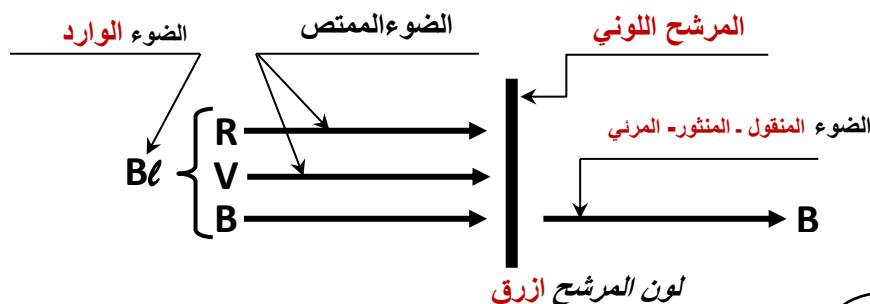 الضوء الوارد
الضوءالممتص
المرشح اللوني
R
V
B
Bℓ
الضوء المنقول - المنثور- المرئي
B
لون المرشح ازرق